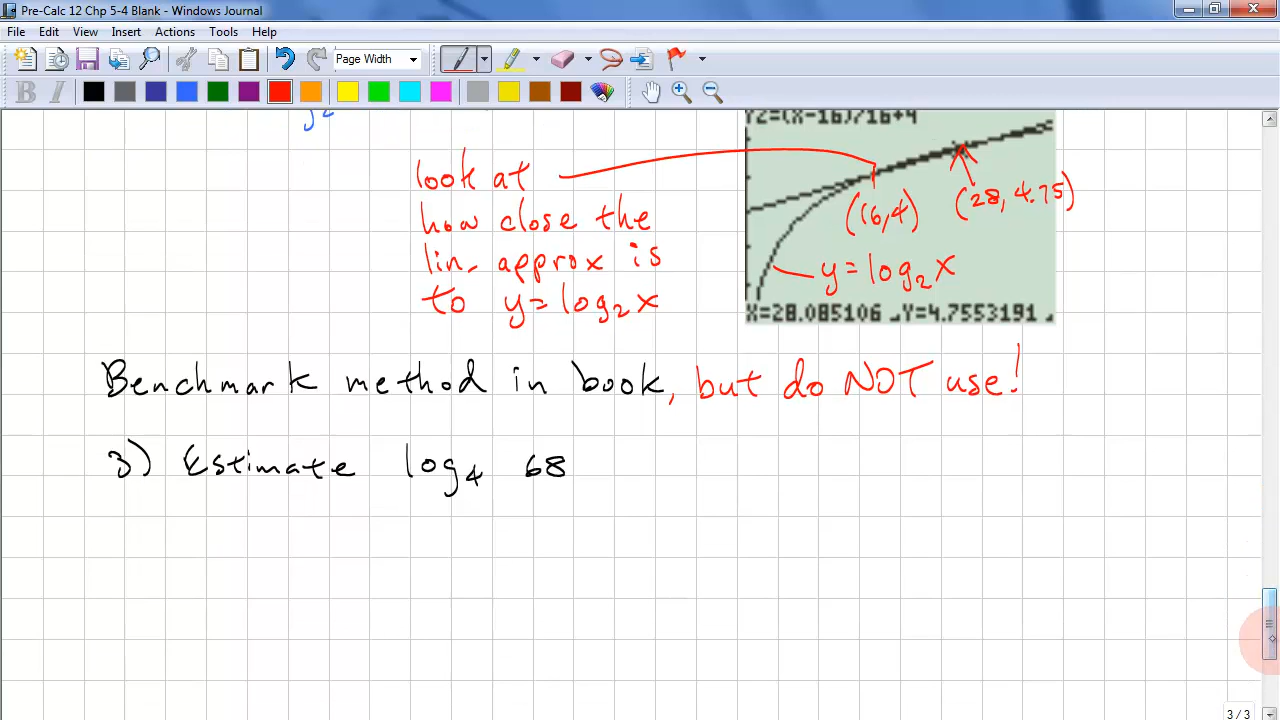 Pre-Calc 12 Chp 5-4 Blank - Windows Journal
File Edit View Insert Actions Tools Help
Page Width
B I
Y2=(X-16)/16+4
look at
how close the
lin. approx is
to y=log₂x
(16,4)
(28, 4.75)
y=log₂x
X=28.085106 Y=4.7553191
Benchmark method in book, but do NOT use!
3) Estimate log₄ 68
3/3